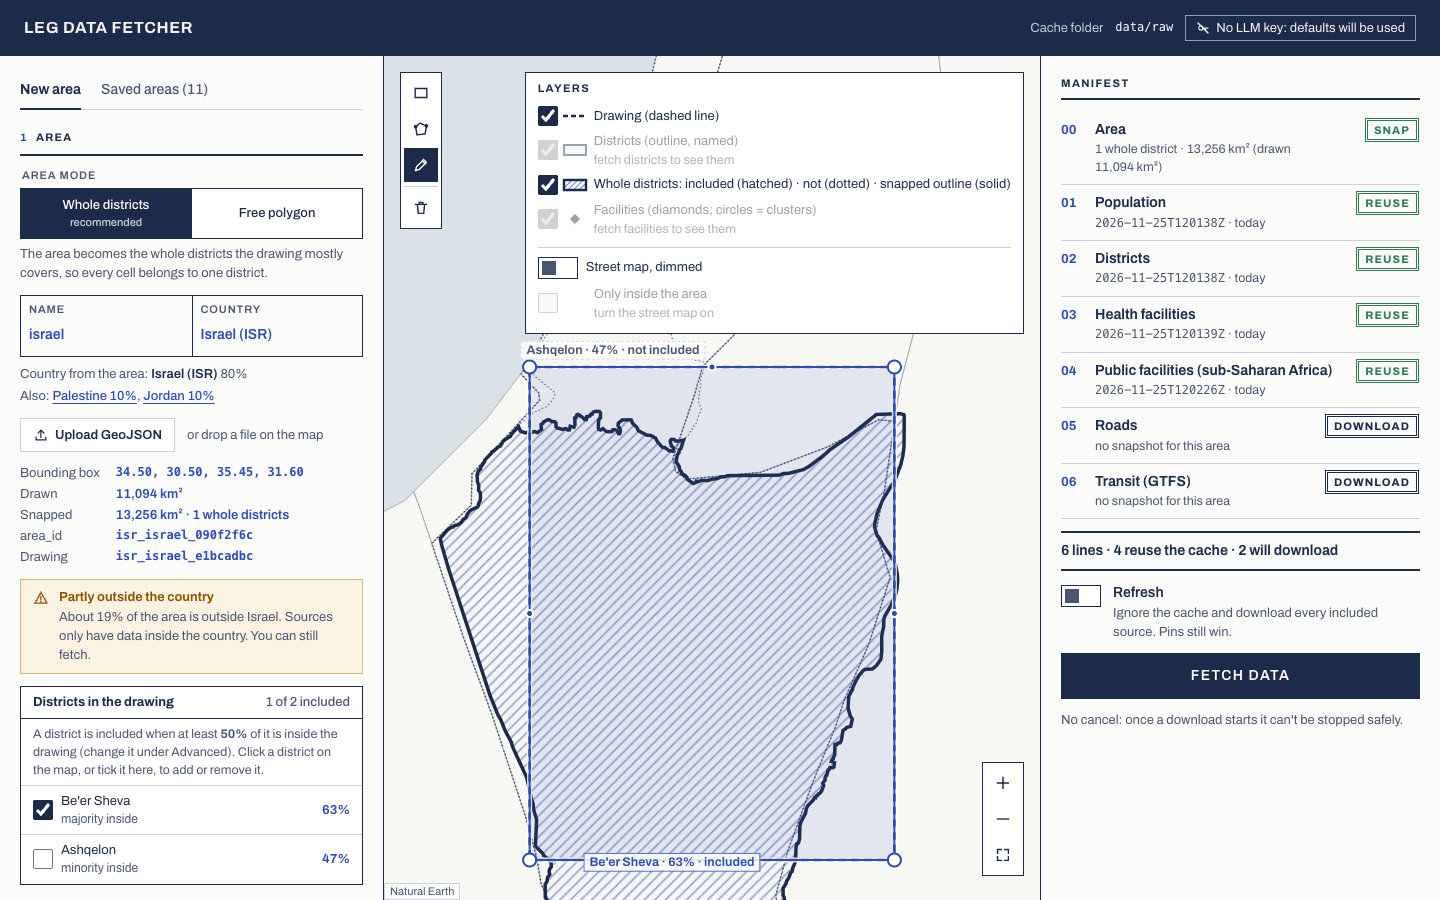 LEG DATA FETCHER
Cache folder data/raw No LLM key: defaults will be used
New area Saved areas (11)
1 AREA
AREA MODE
Whole districts
recommended
Free polygon
The area becomes the whole districts the drawing mostly
covers, so every cell belongs to one district.
NAME
israel
COUNTRY
Israel (ISR)
Country from the area: Israel (ISR) 80%
Also: Palestine 10%, Jordan 10%
Upload GeoJSON or drop a file on the map
Bounding box 34.50, 30.50, 35.45, 31.60
Drawn 11,094 km²
Snapped 13,256 km² · 1 whole districts
area_id isr_israel_090f2f6c
Drawing isr_israel_e1bcadbc
Partly outside the country
About 19% of the area is outside Israel. Sources
only have data inside the country. You can still
fetch.
Districts in the drawing 1 of 2 included
A district is included when at least 50% of it is inside the
drawing (change it under Advanced). Click a district on
the map, or tick it here, to add or remove it.
Be'er Sheva
majority inside
63%
Ashqelon
minority inside
47%
LAYERS
Drawing (dashed line)
Districts (outline, named)
fetch districts to see them
Whole districts: included (hatched) · not (dotted) · snapped outline (solid)
Facilities (diamonds; circles = clusters)
fetch facilities to see them
Street map, dimmed
Only inside the area
turn the street map on
Ashqelon · 47% · not included
Be'er Sheva · 63% · included
Natural Earth
MANIFEST
00 Area SNAP
1 whole district · 13,256 km² (drawn
11,094 km²)
01 Population REUSE
2026-11-25T120138Z · today
02 Districts REUSE
2026-11-25T120138Z · today
03 Health facilities REUSE
2026-11-25T120139Z · today
04 Public facilities (sub-Saharan Africa) REUSE
2026-11-25T120226Z · today
05 Roads DOWNLOAD
no snapshot for this area
06 Transit (GTFS) DOWNLOAD
no snapshot for this area
6 lines · 4 reuse the cache · 2 will download
Refresh
Ignore the cache and download every included
source. Pins still win.
FETCH DATA
No cancel: once a download starts it can't be stopped safely.